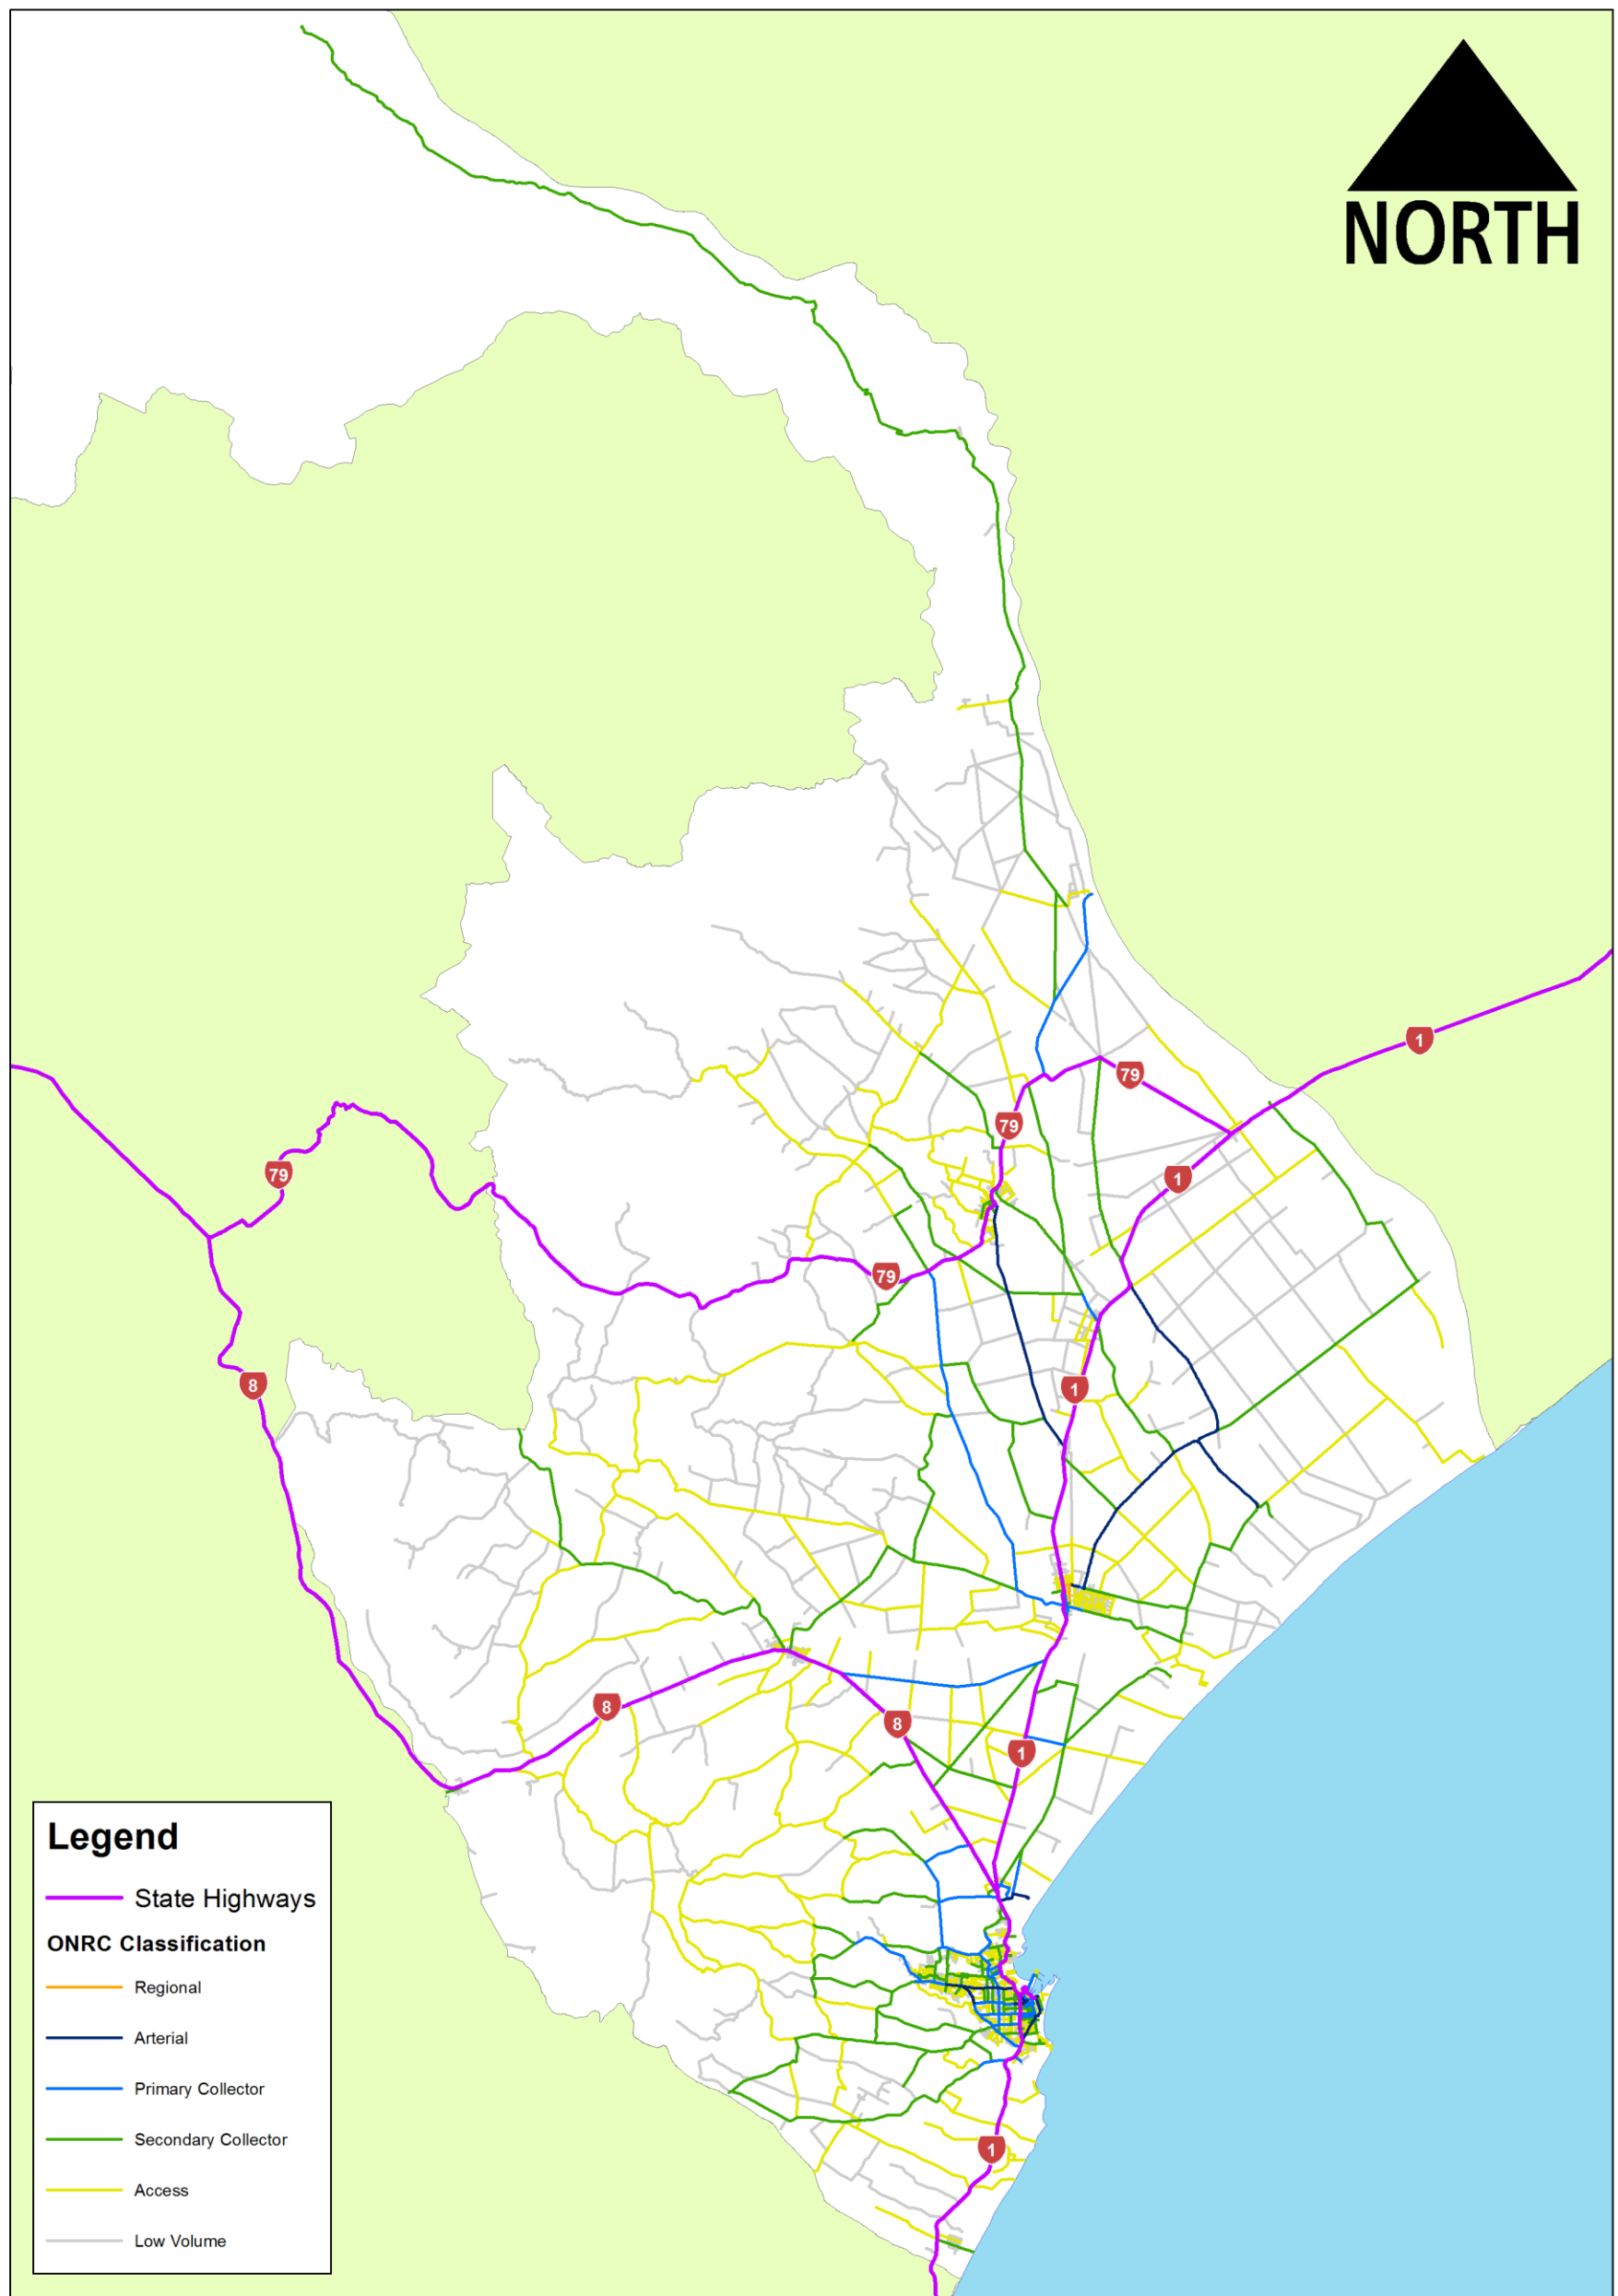 NORTH
1
79
79
1
79
79
1
8
8
8
1
1
Legend
State Highways
ONRC Classification
Regional
Arterial
Primary Collector
Secondary Collector
Access
Low Volume